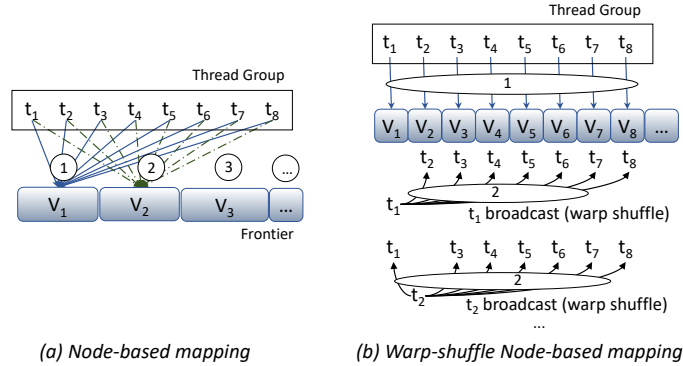 Thread Group
t1 t2 t3 t4 t5 t6 t7 t8
1 2 3 ...
V1 V2 V3 ...
Frontier
(a) Node-based mapping
Thread Group
t1 t2 t3 t4 t5 t6 t7 t8
1
V1 V2 V3 V4 V5 V6 V7 V8 ...
t2 t3 t4 t5 t6 t7 t8
2
t1
t1 broadcast (warp shuffle)
t1 t3 t4 t5 t6 t7 t8
2
t2
t2 broadcast (warp shuffle)
...
(b) Warp-shuffle Node-based mapping